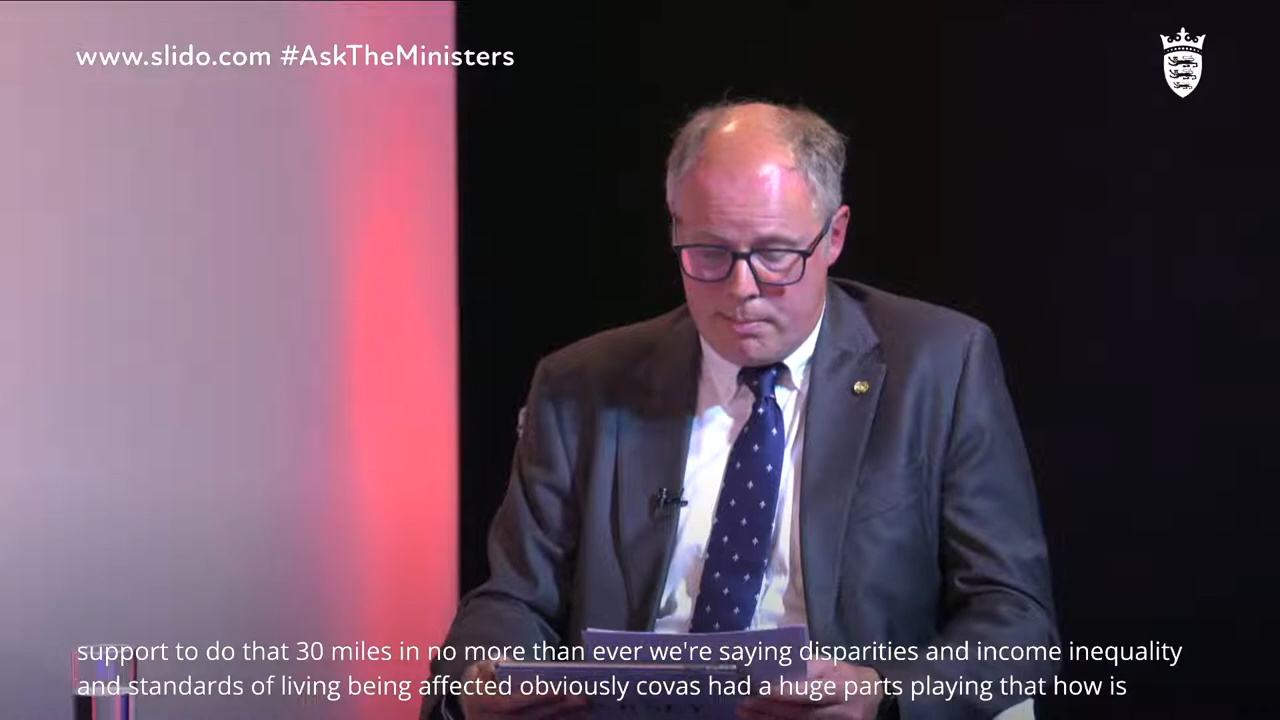 www.slido.com #AskTheMinisters
support to do that 30 miles in no more than ever we're saying disparities and income inequality
and standards of living being affected obviously covas had a huge parts playing that how is